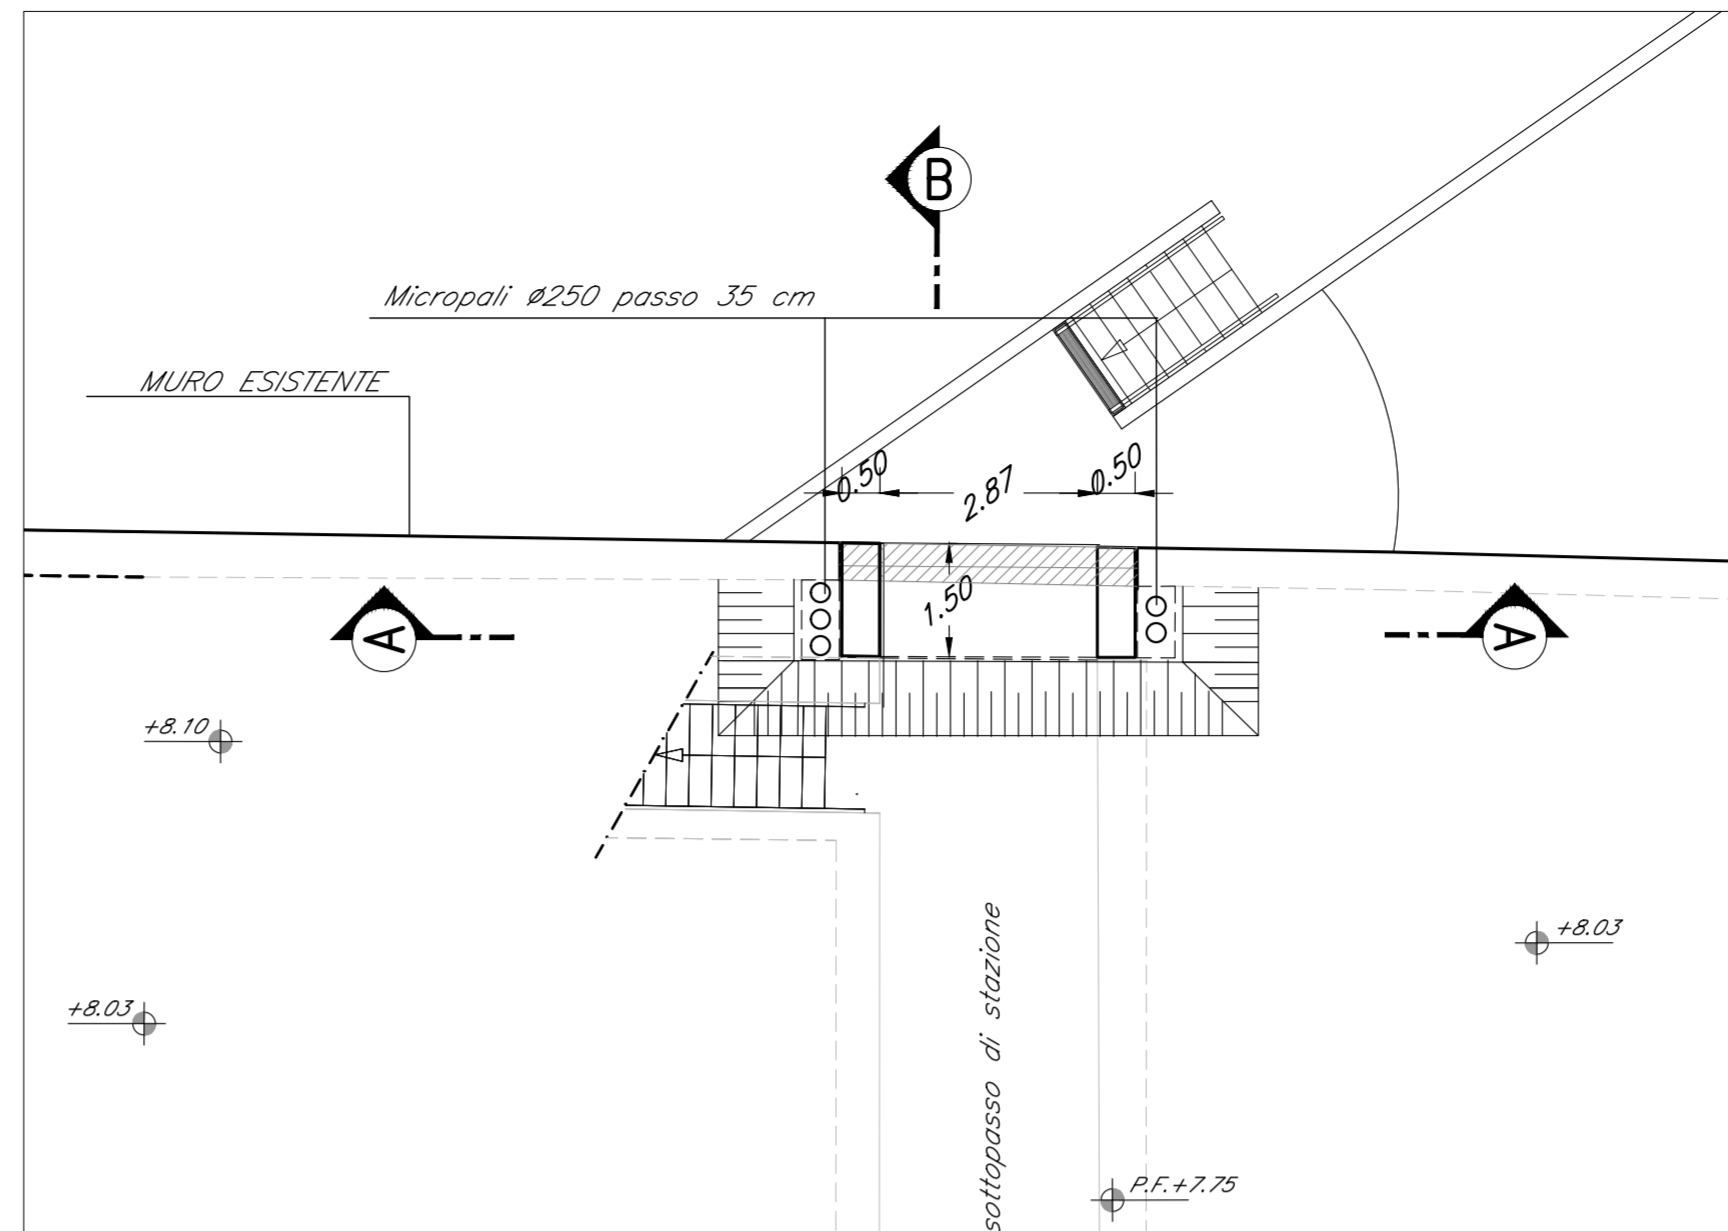 B
Micropali ø250 passo 35 cm
MURO ESISTENTE
0.50
2.87
0.50
1.50
A
A
+8.10
+8.03
+8.03
sottopasso di stazione
P.F.+7.75